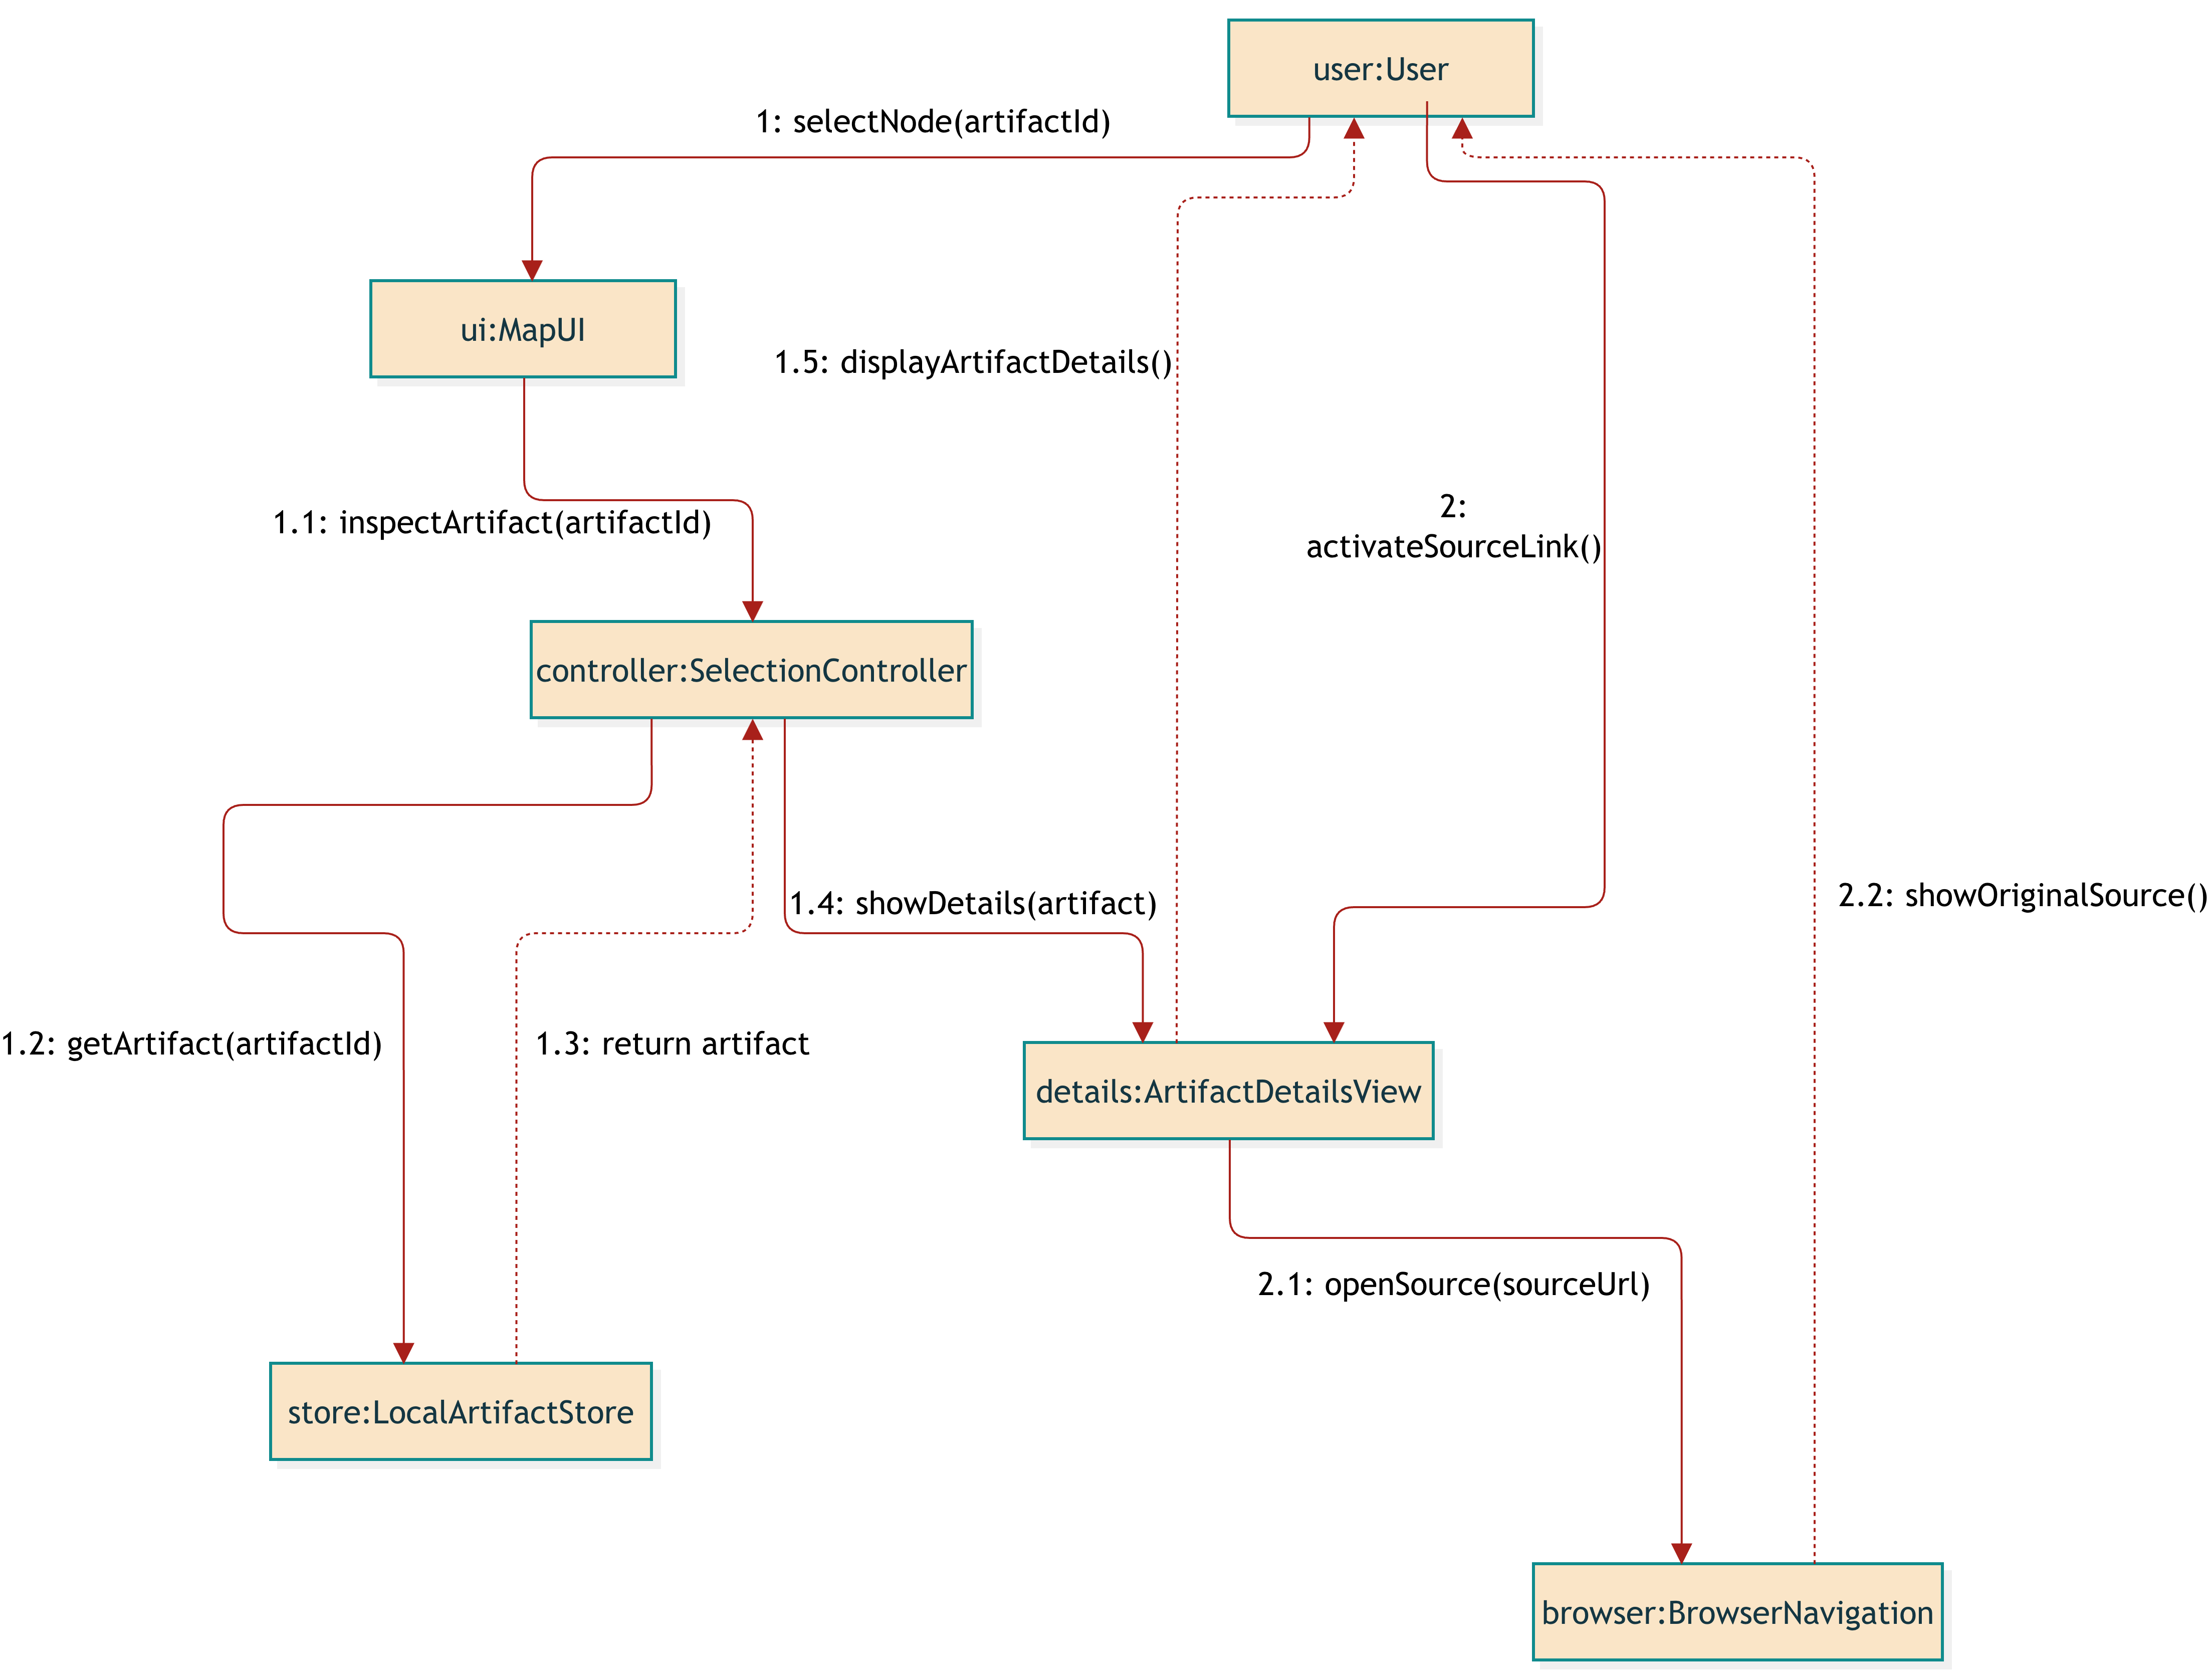 user:User
1: selectNode(artifactId)
ui:MapUI
1.5: displayArtifactDetails()
2:
activateSourceLink()
1.1: inspectArtifact(artifactId)
controller:SelectionController
1.4: showDetails(artifact)
2.2: showOriginalSource()
1.2: getArtifact(artifactId)
1.3: return artifact
details:ArtifactDetailsView
2.1: openSource(sourceUrl)
store:LocalArtifactStore
browser:BrowserNavigation